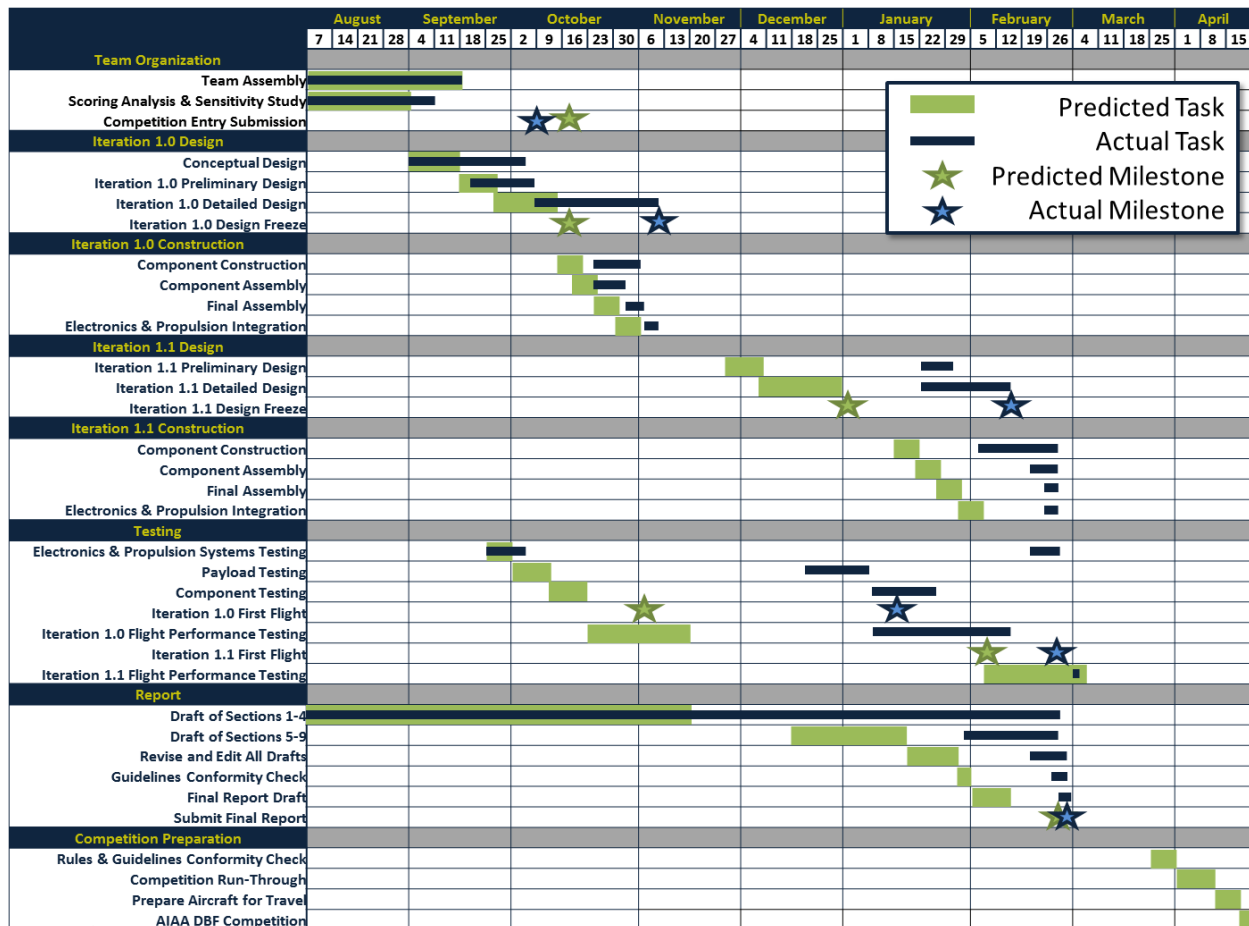 August September October November December January February March April
7 14 21 28 4 11 18 25 2 9 16 23 30 6 13 20 27 4 11 18 25 1 8 15 22 29 5 12 19 26 4 11 18 25 1 8 15
Team Organization
Team Assembly
Scoring Analysis & Sensitivity Study
Competition Entry Submission
Predicted Task
Actual Task
Predicted Milestone
Actual Milestone
Iteration 1.0 Design
Conceptual Design
Iteration 1.0 Preliminary Design
Iteration 1.0 Detailed Design
Iteration 1.0 Design Freeze
Iteration 1.0 Construction
Component Construction
Component Assembly
Final Assembly
Electronics & Propulsion Integration
Iteration 1.1 Design
Iteration 1.1 Preliminary Design
Iteration 1.1 Detailed Design
Iteration 1.1 Design Freeze
Iteration 1.1 Construction
Component Construction
Component Assembly
Final Assembly
Electronics & Propulsion Integration
Testing
Electronics & Propulsion Systems Testing
Payload Testing
Component Testing
Iteration 1.0 First Flight
Iteration 1.0 Flight Performance Testing
Iteration 1.1 First Flight
Iteration 1.1 Flight Performance Testing
Report
Draft of Sections 1-4
Draft of Sections 5-9
Revise and Edit All Drafts
Guidelines Conformity Check
Final Report Draft
Submit Final Report
Competition Preparation
Rules & Guidelines Conformity Check
Competition Run-Through
Prepare Aircraft for Travel
AIAA DBF Competition